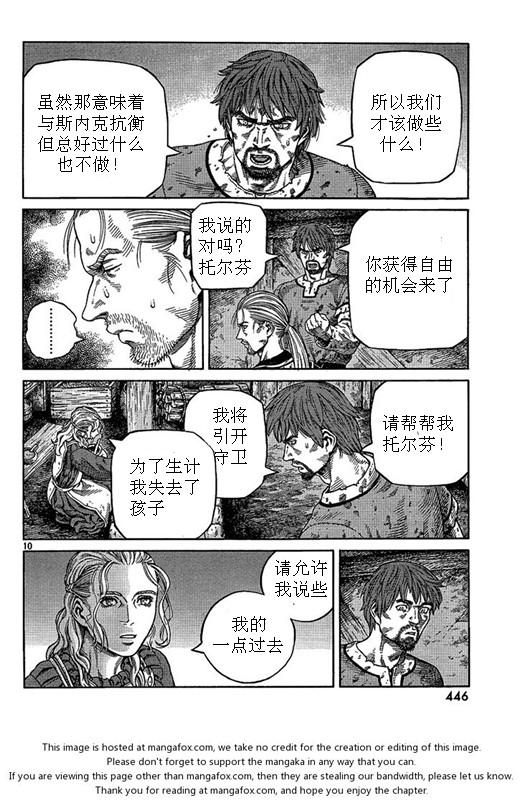 所以我们
才该做些
什么！
虽然那意味着
与斯内克抗衡
但总好过什么
也不做！
你获得自由
的机会来了
我说的
对吗？
托尔芬
………
请帮帮我
托尔芬！
我将
引开
守卫
为了生计
我失去了
孩子
10
请允许
我说些
我的
一点过去
446
This image is hosted at mangafox.com, we take no credit for the creation or editing of this image.
Please don't forget to support the mangaka in any way that you can.
If you are viewing this page other than mangafox.com, then they are stealing our bandwidth, please let us know.
Thank you for reading at mangafox.com, and hope you enjoy the chapter.